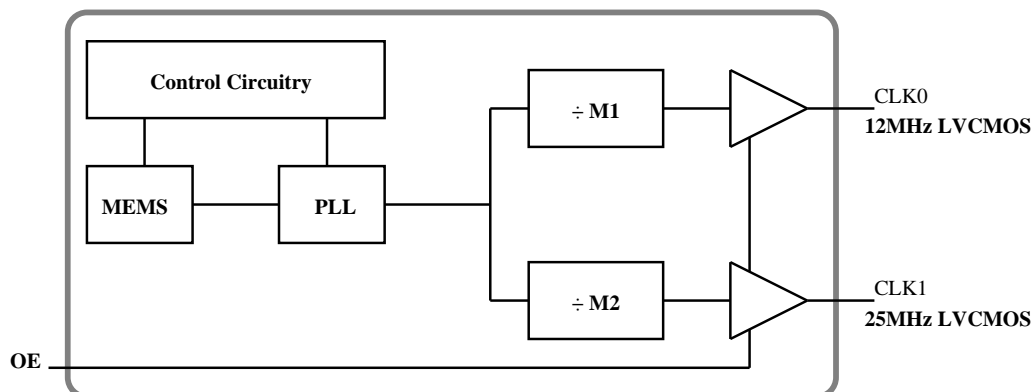 Control Circuitry
MEMS
PLL
÷ M1
÷ M2
CLK0
12MHz LVCMOS
CLK1
25MHz LVCMOS
OE